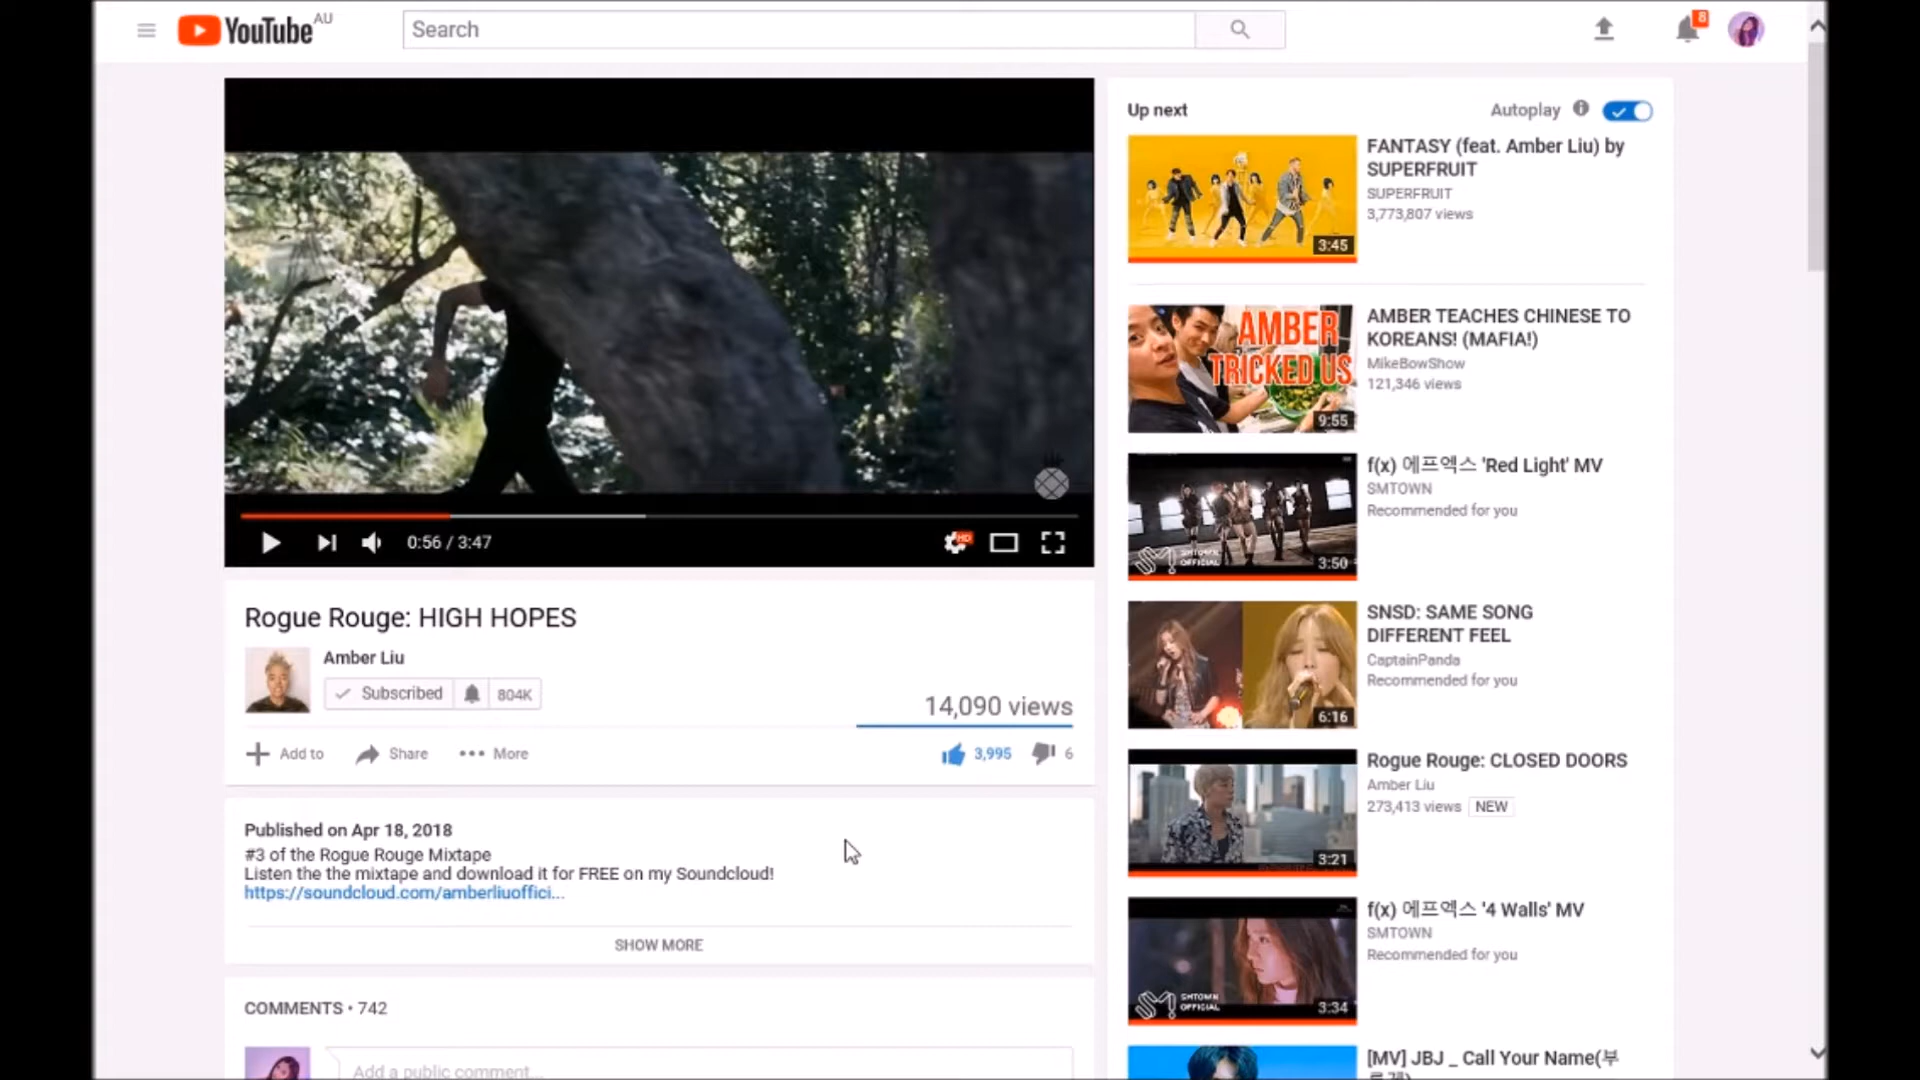 YouTube AU
Search
8
Up next
Autoplay
FANTASY (feat. Amber Liu) by
SUPERFRUIT
SUPERFRUIT
3,773,807 views
3:45
AMBER
TRICKED US
9:55
AMBER TEACHES CHINESE TO
KOREANS! (MAFIA!)
MikeBowShow
121,346 views
f(x) 에프엑스 'Red Light' MV
SMTOWN
Recommended for you
SMTOWN
OFFICIAL
3:50
0:56 / 3:47
HD
SNSD: SAME SONG
DIFFERENT FEEL
CaptainPanda
Recommended for you
6:16
Rogue Rouge: HIGH HOPES
Amber Liu
Subscribed
804K
14,090 views
Add to
Share
More
3,995
6
Rogue Rouge: CLOSED DOORS
Amber Liu
273,413 views NEW
3:21
Published on Apr 18, 2018
#3 of the Rogue Rouge Mixtape
Listen the the mixtape and download it for FREE on my Soundcloud!
https://soundcloud.com/amberliuoffici...
SHOW MORE
f(x) 에프엑스 '4 Walls' MV
SMTOWN
Recommended for you
SMTOWN
OFFICIAL
3:34
COMMENTS • 742
Add a public comment...
[MV] JBJ _ Call Your Name(부